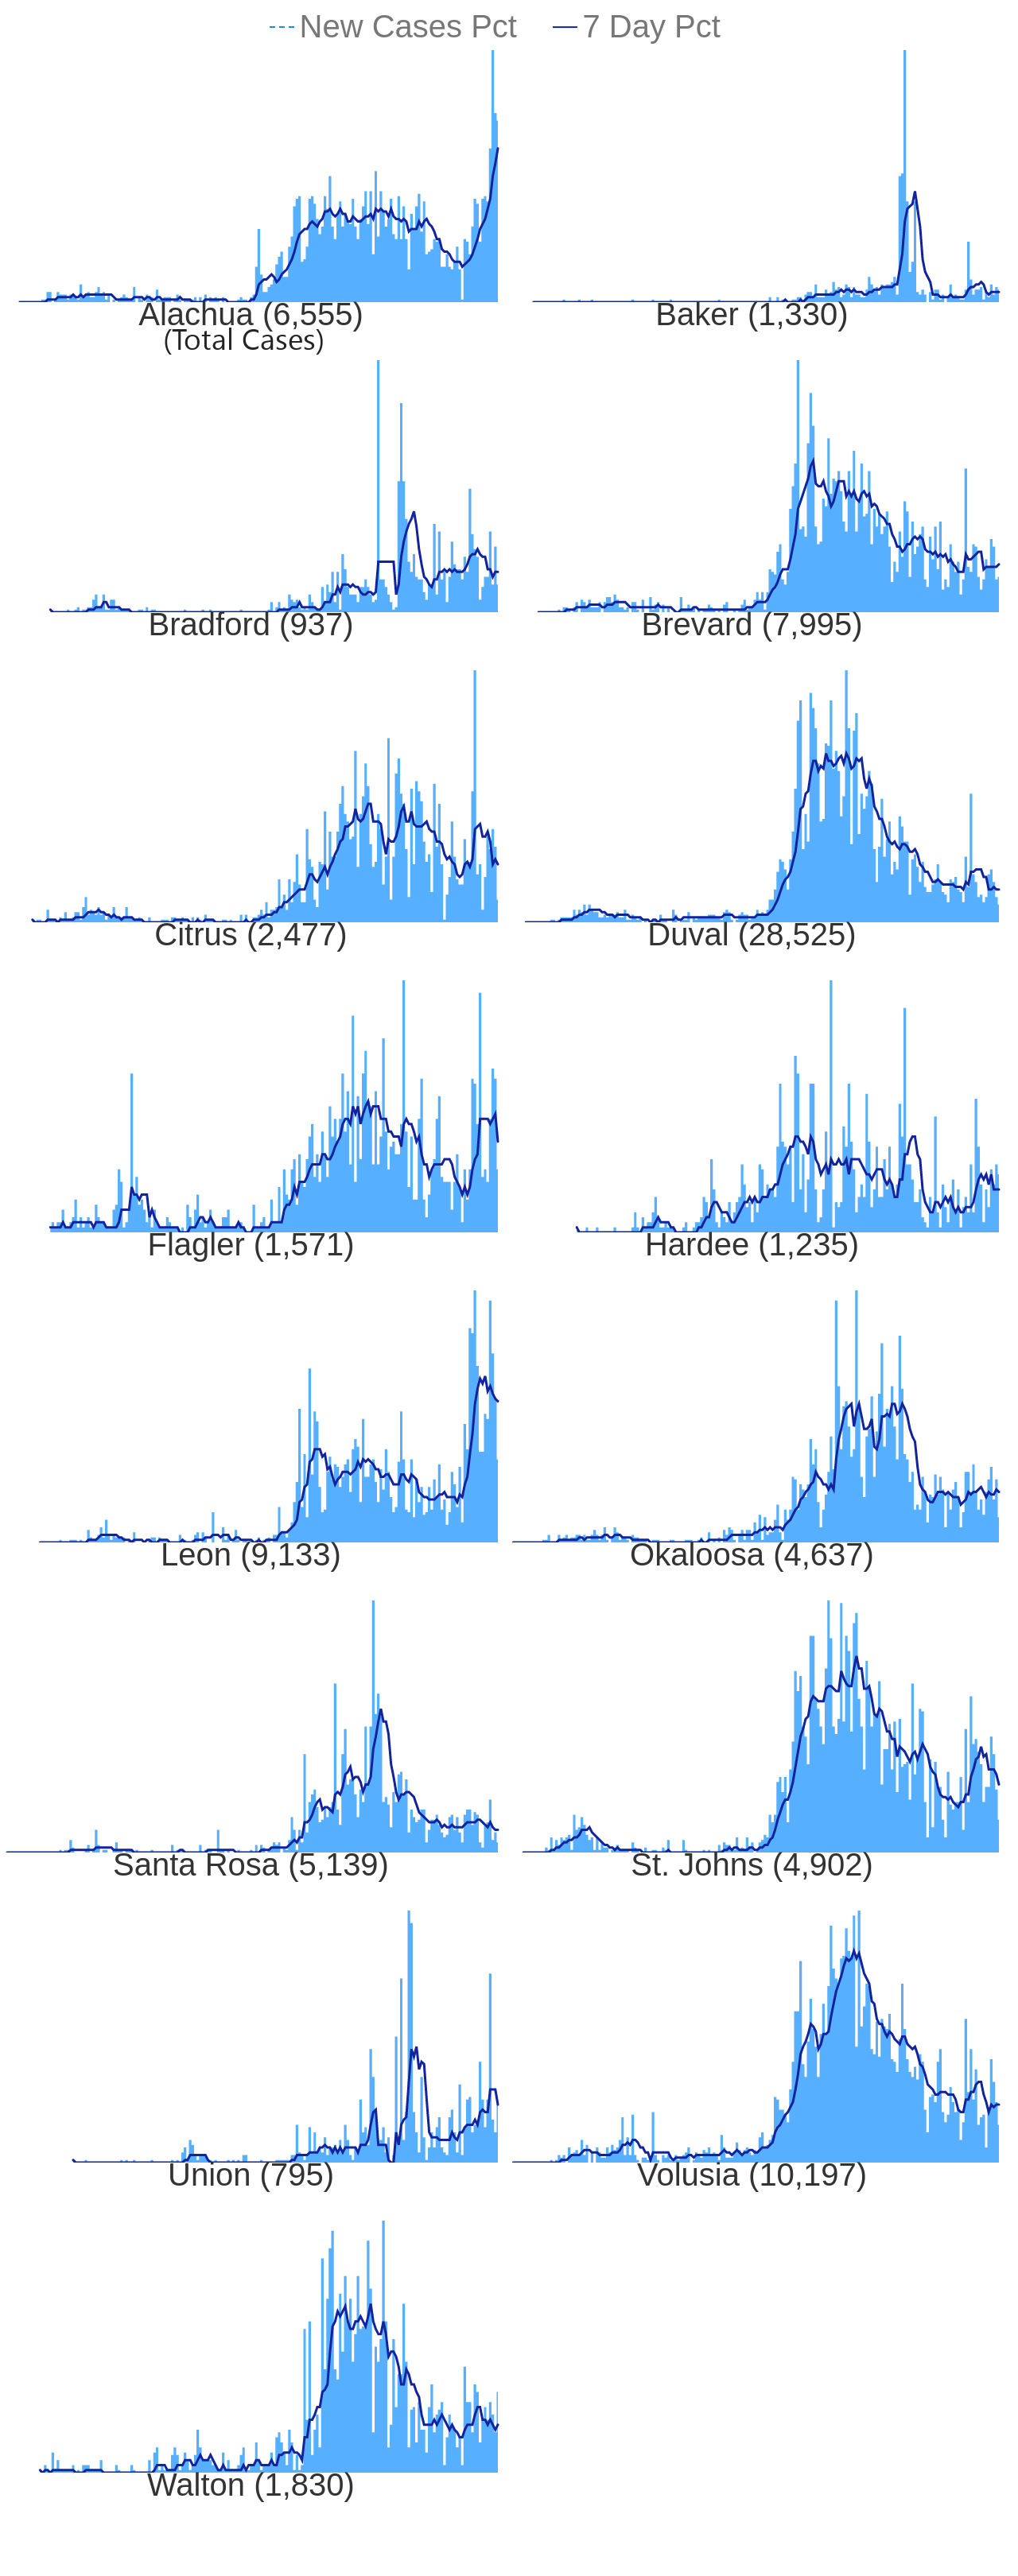 New Cases Pct 7 Day Pct
Alachua (6,555)
(Total Cases)
Baker (1,330)
Bradford (937)
Brevard (7,995)
Citrus (2,477)
Duval (28,525)
Flagler (1,571)
Hardee (1,235)
Leon (9,133)
Okaloosa (4,637)
Santa Rosa (5,139)
St. Johns (4,902)
Union (795)
Volusia (10,197)
Walton (1,830)